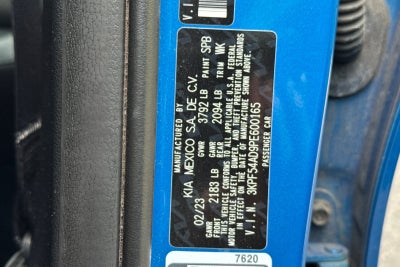 V.I
MANUFACTURED BY
KIA MEXICO S.A. DE C.V.
02/23 GVWR 3792 LB PAINT SPB
GAWR FRONT 2183 LB GAWR REAR 2094 LB TRIM WK
THIS VEHICLE CONFORMS TO ALL APPLICABLE U.S.A. FEDERAL
MOTOR VEHICLE SAFETY, BUMPER, AND THEFT PREVENTION STANDARDS
IN EFFECT ON THE DATE OF MANUFACTURE SHOWN ABOVE.
V.I.N. 3KPF54AD9PE600165
PASSENGER CAR
7620